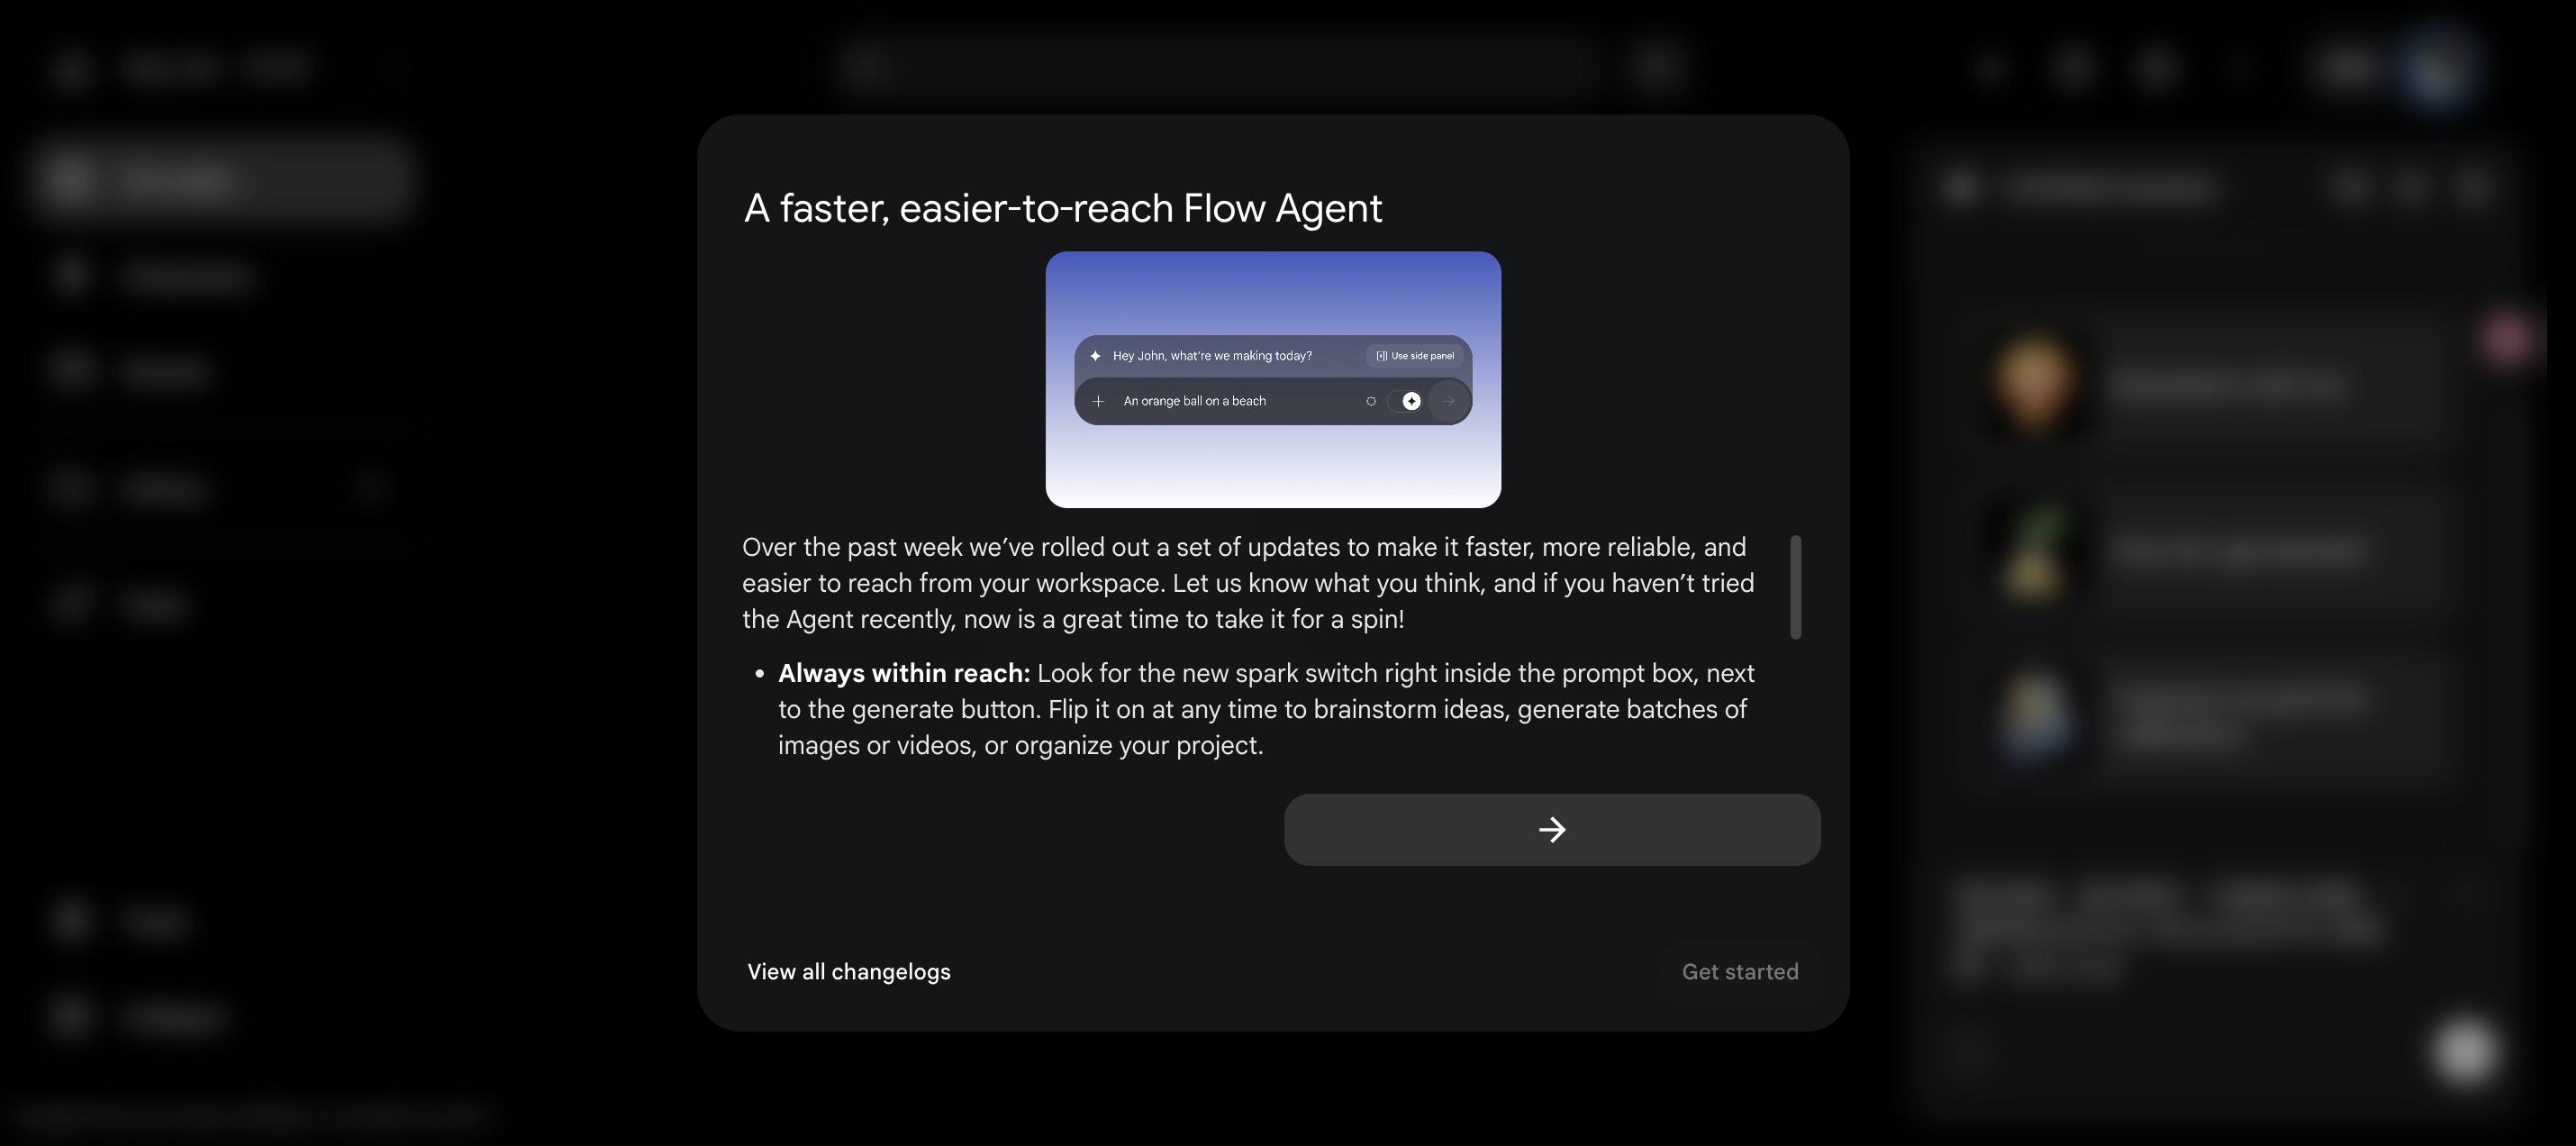 A faster, easier-to-reach Flow Agent
Hey John, what're we making today?
Use side panel
An orange ball on a beach
Over the past week we've rolled out a set of updates to make it faster, more reliable, and
easier to reach from your workspace. Let us know what you think, and if you haven't tried
the Agent recently, now is a great time to take it for a spin!
• Always within reach: Look for the new spark switch right inside the prompt box, next
to the generate button. Flip it on at any time to brainstorm ideas, generate batches of
images or videos, or organize your project.
View all changelogs
Get started